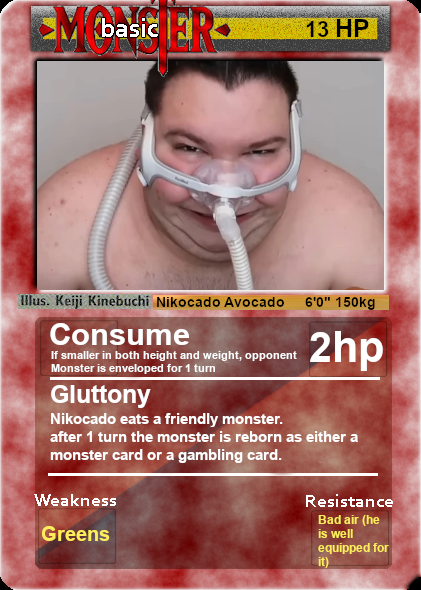 MONSTER
basic
13 HP
Illus. Keiji Kinebuchi
Nikocado Avocado 6'0" 150kg
Consume
If smaller in both height and weight, opponent
Monster is enveloped for 1 turn
2hp
Gluttony
Nikocado eats a friendly monster.
after 1 turn the monster is reborn as either a
monster card or a gambling card.
Weakness
Resistance
Greens
Bad air (he
is well
equipped for
it)